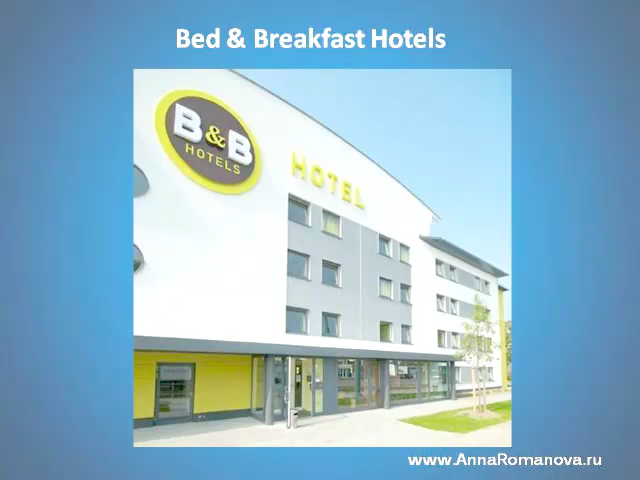 Bed & Breakfast Hotels
B&B
HOTELS
HOTEL
www.AnnaRomanova.ru